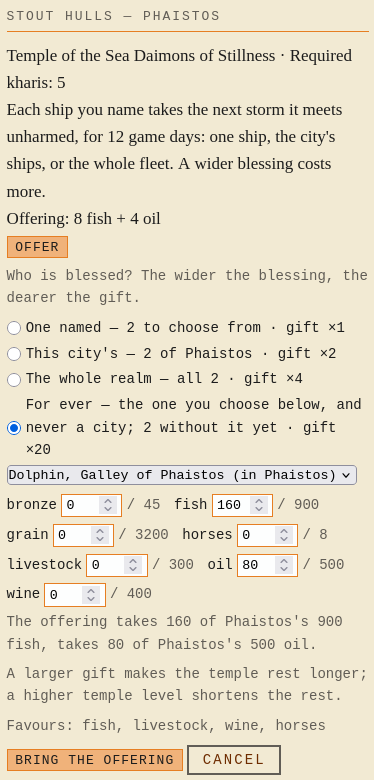 STOUT HULLS — PHAISTOS
Temple of the Sea Daimons of Stillness · Required
kharis: 5
Each ship you name takes the next storm it meets
unharmed, for 12 game days: one ship, the city's
ships, or the whole fleet. A wider blessing costs
more.
Offering: 8 fish + 4 oil
OFFER
Who is blessed? The wider the blessing, the
dearer the gift.
One named — 2 to choose from · gift ×1
This city's — 2 of Phaistos · gift ×2
The whole realm — all 2 · gift ×4
For ever — the one you choose below, and
never a city; 2 without it yet · gift
×20
Dolphin, Galley of Phaistos (in Phaistos)
bronze 0 / 45 fish 160 / 900
grain 0 / 3200 horses 0 / 8
livestock 0 / 300 oil 80 / 500
wine 0 / 400
The offering takes 160 of Phaistos's 900
fish, takes 80 of Phaistos's 500 oil.
A larger gift makes the temple rest longer;
a higher temple level shortens the rest.
Favours: fish, livestock, wine, horses
BRING THE OFFERING CANCEL